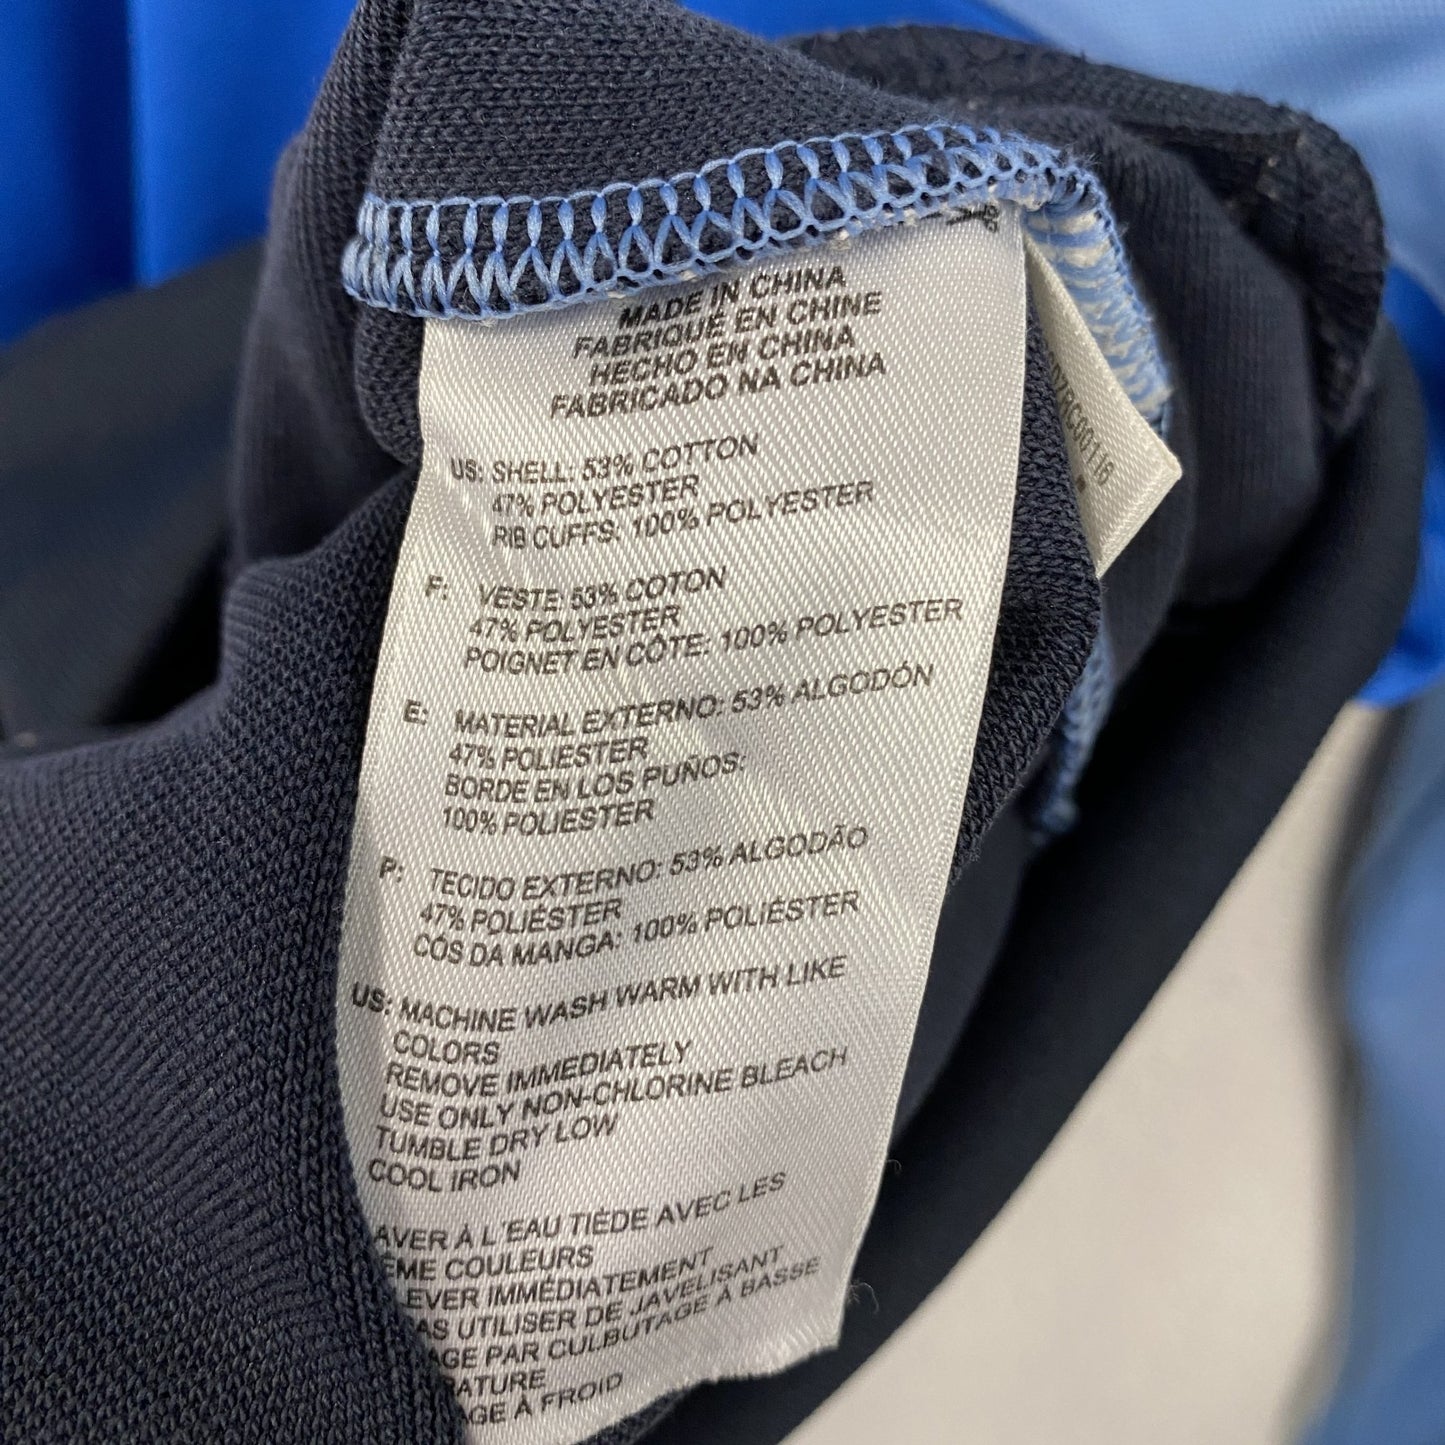 MADE IN CHINA
FABRIQUÉ EN CHINE
HECHO EN CHINA
FABRICADO NA CHINA
US: SHELL: 53% COTTON
47% POLYESTER
RIB CUFFS: 100% POLYESTER
F: VESTE: 53% COTON
47% POLYESTER
POIGNET EN CÔTE: 100% POLYESTER
E: MATERIAL EXTERNO: 53% ALGODÓN
47% POLIESTER
BORDE EN LOS PUÑOS:
100% POLIESTER
P: TECIDO EXTERNO: 53% ALGODÃO
47% POLIÉSTER
CÓS DA MANGA: 100% POLIÉSTER
US: MACHINE WASH WARM WITH LIKE
COLORS
REMOVE IMMEDIATELY
USE ONLY NON-CHLORINE BLEACH
TUMBLE DRY LOW
COOL IRON
AVER À L'EAU TIÈDE AVEC LES
ÊME COULEURS
LEVER IMMÉDIATEMENT
AS UTILISER DE JAVELISANT
AGE PAR CULBUTAGE À BASSE
RATURE
AGE À FROID